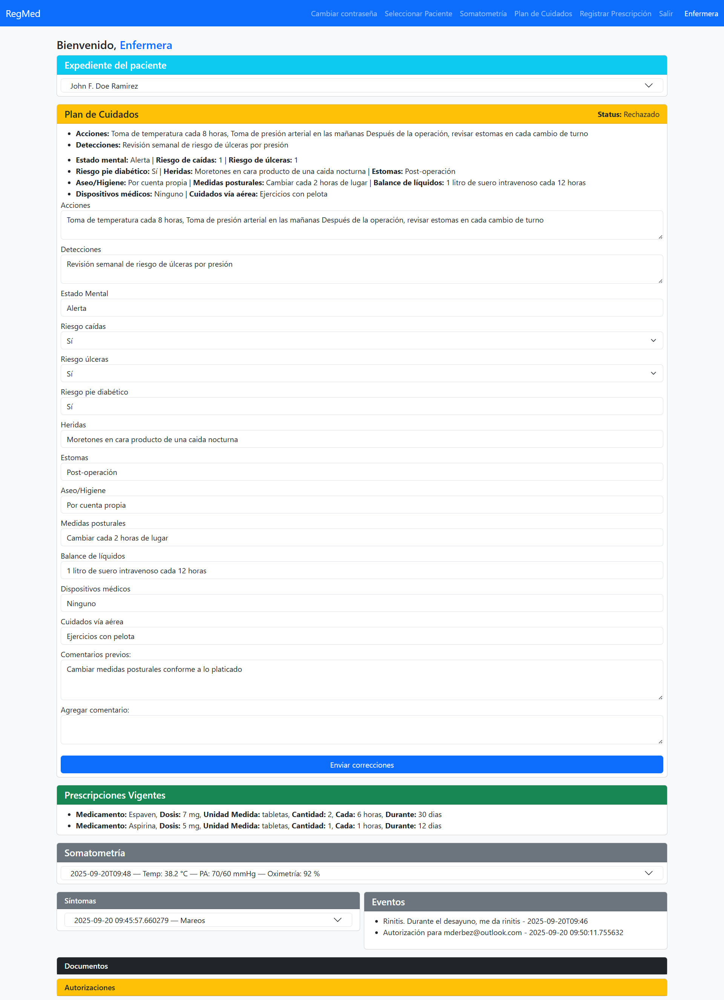 RegMed Cambiar contraseña Seleccionar Paciente Somatometría Plan de Cuidados Registrar Prescripción Salir Enfermera
Bienvenido, Enfermera
Expediente del paciente
John F. Doe Ramirez
Plan de Cuidados Status: Rechazado
• Acciones: Toma de temperatura cada 8 horas, Toma de presión arterial en las mañanas Después de la operación, revisar estomas en cada cambio de turno
• Detecciones: Revisión semanal de riesgo de úlceras por presión
• Estado mental: Alerta | Riesgo de caídas: 1 | Riesgo de úlceras: 1
• Riesgo pie diabético: Sí | Heridas: Moretones en cara producto de una caida nocturna | Estomas: Post-operación
• Aseo/Higiene: Por cuenta propia | Medidas posturales: Cambiar cada 2 horas de lugar | Balance de líquidos: 1 litro de suero intravenoso cada 12 horas
• Dispositivos médicos: Ninguno | Cuidados vía aérea: Ejercicios con pelota
Acciones
Toma de temperatura cada 8 horas, Toma de presión arterial en las mañanas Después de la operación, revisar estomas en cada cambio de turno
Detecciones
Revisión semanal de riesgo de úlceras por presión
Estado Mental
Alerta
Riesgo caídas
Sí
Riesgo úlceras
Sí
Riesgo pie diabético
Sí
Heridas
Moretones en cara producto de una caida nocturna
Estomas
Post-operación
Aseo/Higiene
Por cuenta propia
Medidas posturales
Cambiar cada 2 horas de lugar
Balance de líquidos
1 litro de suero intravenoso cada 12 horas
Dispositivos médicos
Ninguno
Cuidados vía aérea
Ejercicios con pelota
Comentarios previos:
Cambiar medidas posturales conforme a lo platicado
Agregar comentario:
Enviar correcciones
Prescripciones Vigentes
• Medicamento: Espaven, Dosis: 7 mg, Unidad Medida: tabletas, Cantidad: 2, Cada: 6 horas, Durante: 30 dias
• Medicamento: Aspirina, Dosis: 5 mg, Unidad Medida: tabletas, Cantidad: 1, Cada: 1 horas, Durante: 12 dias
Somatometría
2025-09-20T09:48 — Temp: 38.2 °C — PA: 70/60 mmHg — Oximetría: 92 %
Síntomas
2025-09-20 09:45:57.660279 — Mareos
Eventos
• Rinitis. Durante el desayuno, me da rinitis - 2025-09-20T09:46
• Autorización para mderbez@outlook.com - 2025-09-20 09:50:11.755632
Documentos
Autorizaciones